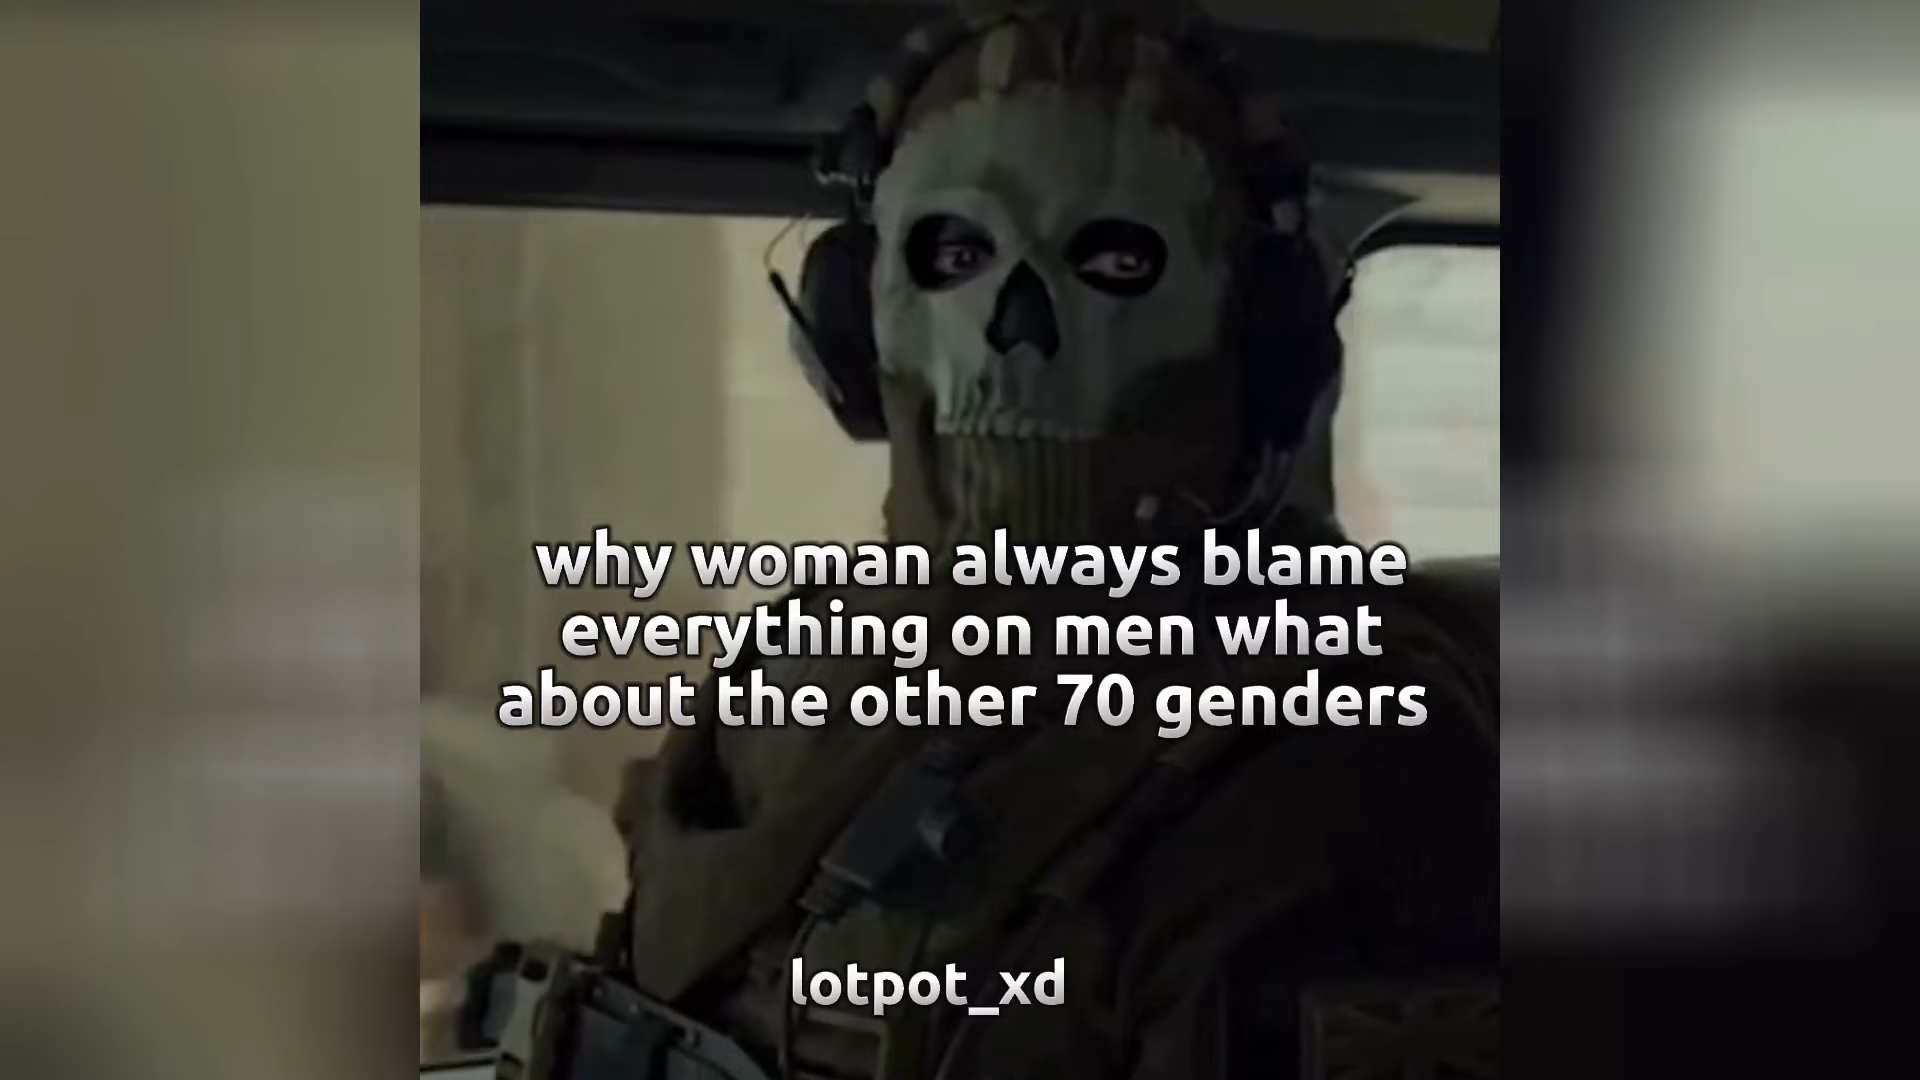 why woman always blame
everything on men what
about the other 70 genders
lotpot_xd